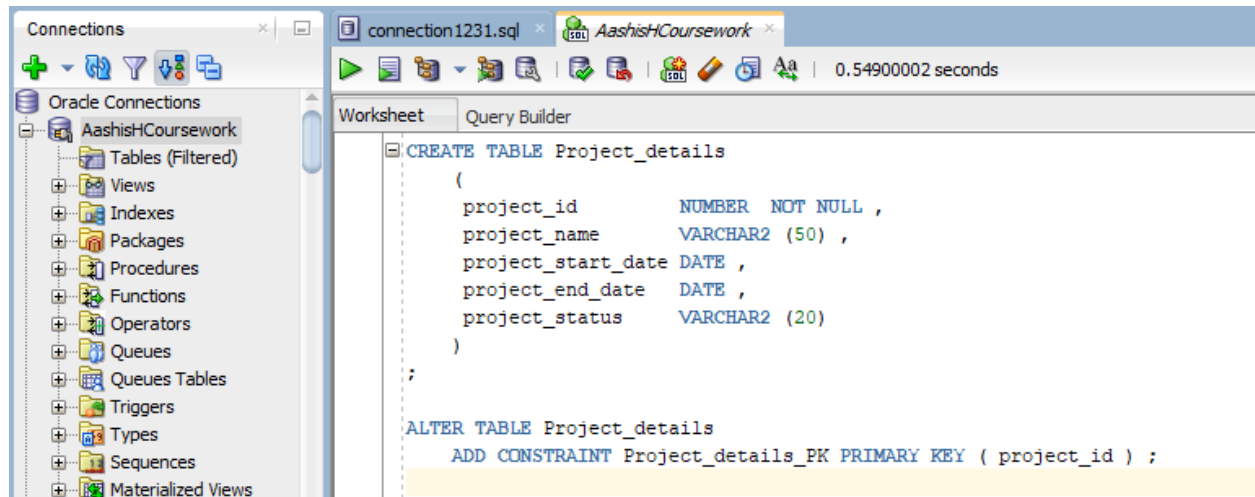 Connections
Oracle Connections
AashisHCoursework
Tables (Filtered)
Views
Indexes
Packages
Procedures
Functions
Operators
Queues
Queues Tables
Triggers
Types
Sequences
Materialized Views
connection1231.sql
AashisHCoursework
0.54900002 seconds
Worksheet
Query Builder
CREATE TABLE Project_details
(
project_id NUMBER NOT NULL ,
project_name VARCHAR2 (50) ,
project_start_date DATE ,
project_end_date DATE ,
project_status VARCHAR2 (20)
)
;
ALTER TABLE Project_details
ADD CONSTRAINT Project_details_PK PRIMARY KEY ( project_id ) ;